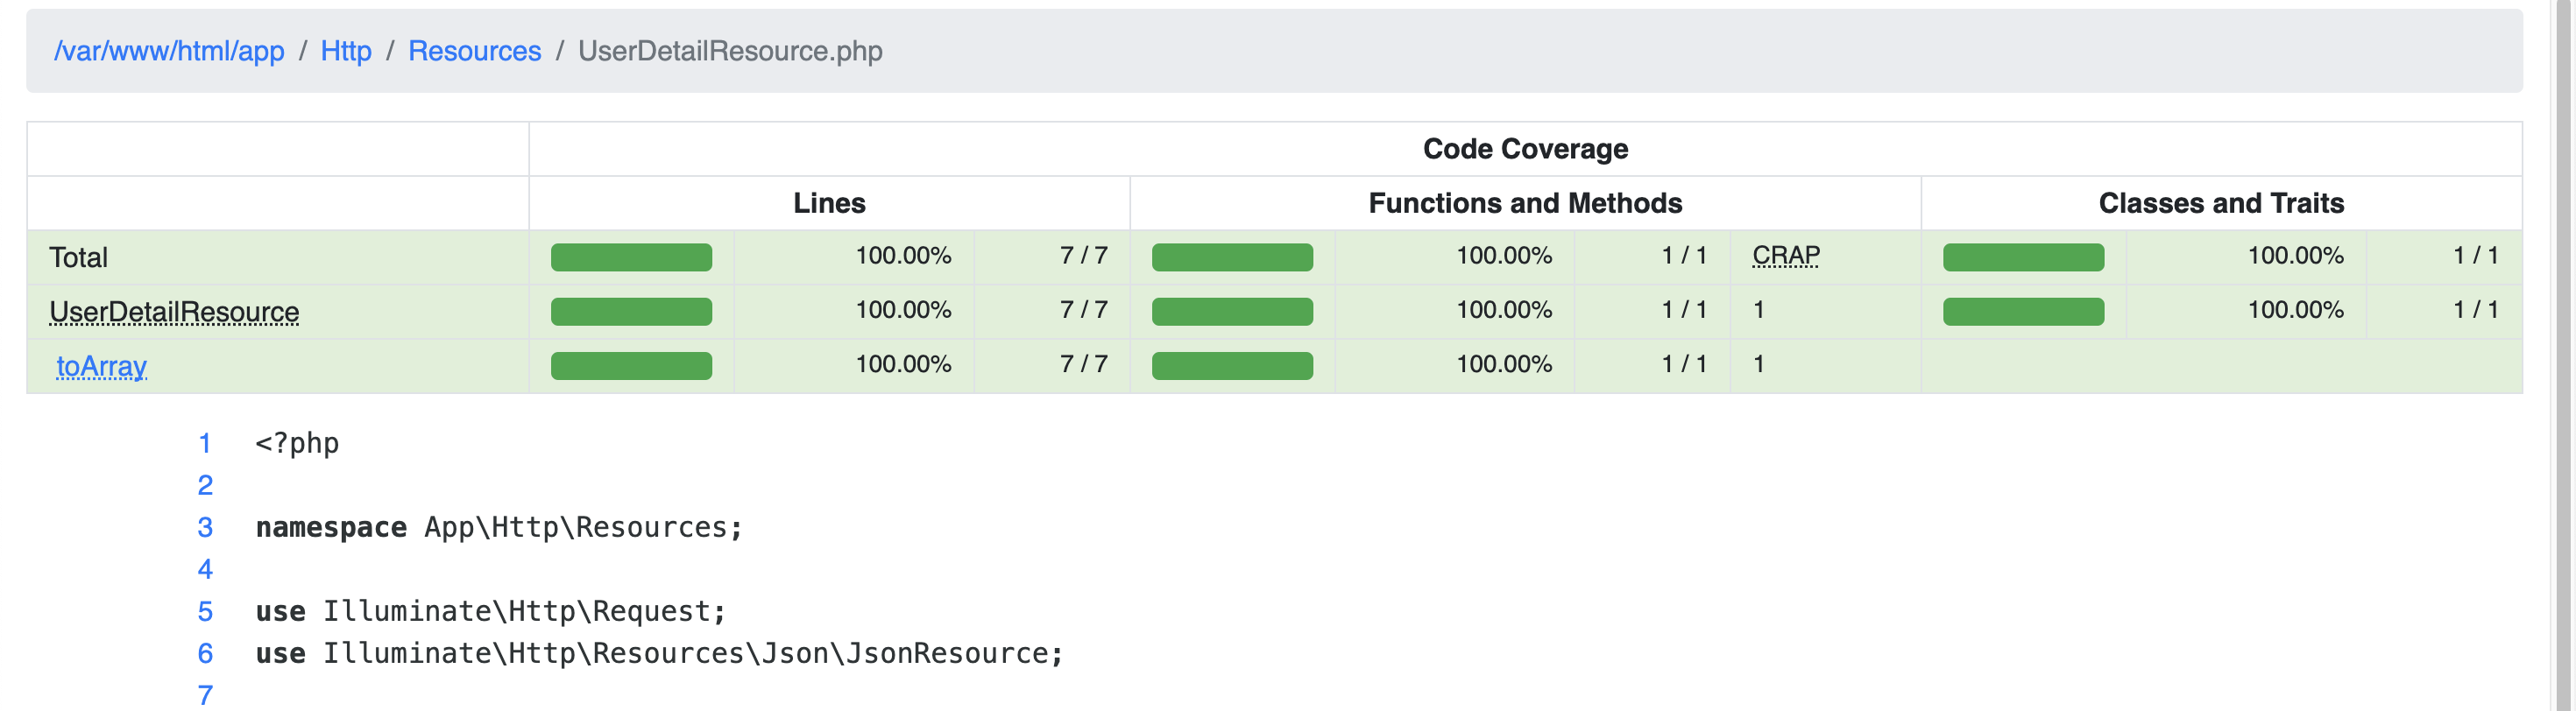 /var/www/html/app / Http / Resources / UserDetailResource.php
Code Coverage
Lines Functions and Methods Classes and Traits
Total 100.00% 7 / 7 100.00% 1 / 1 CRAP 100.00% 1 / 1
UserDetailResource 100.00% 7 / 7 100.00% 1 / 1 1 100.00% 1 / 1
toArray 100.00% 7 / 7 100.00% 1 / 1 1
1 <?php
2
3 namespace App\Http\Resources;
4
5 use Illuminate\Http\Request;
6 use Illuminate\Http\Resources\Json\JsonResource;
7